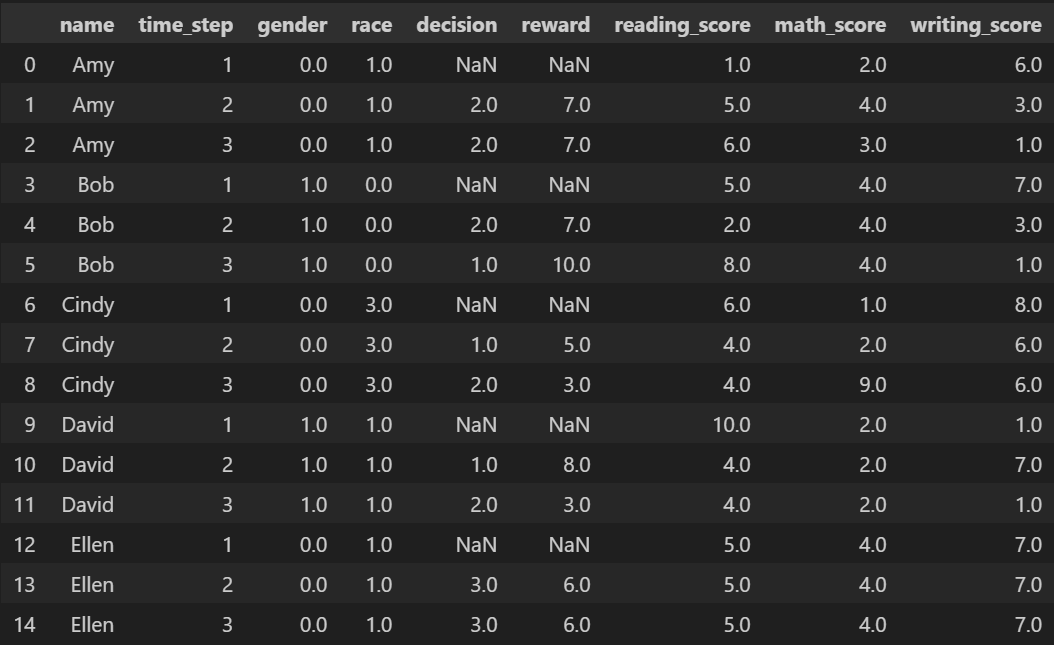 name time_step gender race decision reward reading_score math_score writing_score
0 Amy 1 0.0 1.0 NaN NaN 1.0 2.0 6.0
1 Amy 2 0.0 1.0 2.0 7.0 5.0 4.0 3.0
2 Amy 3 0.0 1.0 2.0 7.0 6.0 3.0 1.0
3 Bob 1 1.0 0.0 NaN NaN 5.0 4.0 7.0
4 Bob 2 1.0 0.0 2.0 7.0 2.0 4.0 3.0
5 Bob 3 1.0 0.0 1.0 10.0 8.0 4.0 1.0
6 Cindy 1 0.0 3.0 NaN NaN 6.0 1.0 8.0
7 Cindy 2 0.0 3.0 1.0 5.0 4.0 2.0 6.0
8 Cindy 3 0.0 3.0 2.0 3.0 4.0 9.0 6.0
9 David 1 1.0 1.0 NaN NaN 10.0 2.0 1.0
10 David 2 1.0 1.0 1.0 8.0 4.0 2.0 7.0
11 David 3 1.0 1.0 2.0 3.0 4.0 2.0 1.0
12 Ellen 1 0.0 1.0 NaN NaN 5.0 4.0 7.0
13 Ellen 2 0.0 1.0 3.0 6.0 5.0 4.0 7.0
14 Ellen 3 0.0 1.0 3.0 6.0 5.0 4.0 7.0